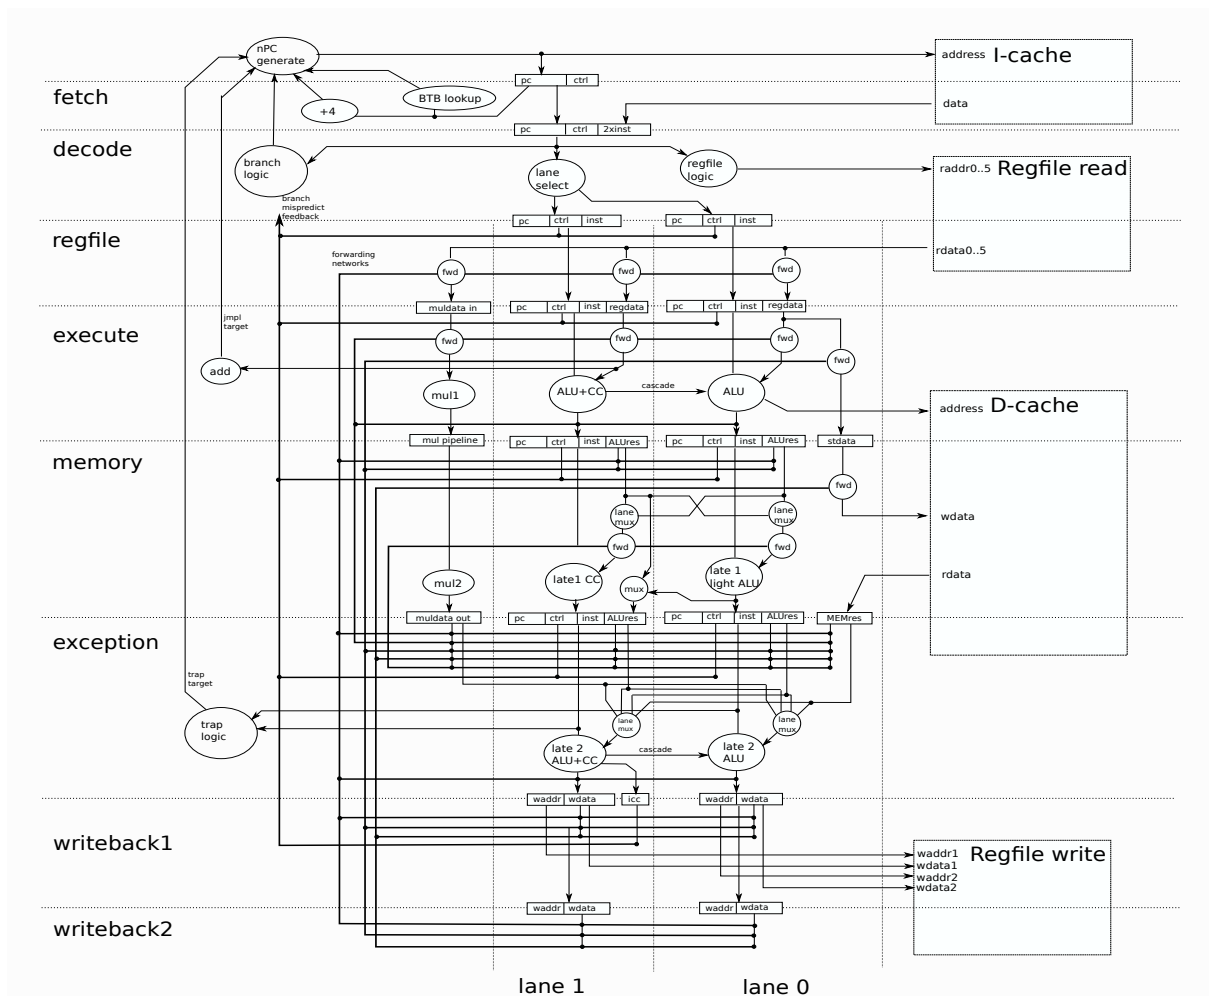 nPC
generate
address I-cache
pc ctrl
fetch
BTB lookup
+4
data
pc ctrl 2xinst
decode
branch
logic
lane
select
regfile
logic
raddr0..5 Regfile read
branch
mispredict
feedback
pc ctrl inst
pc ctrl inst
regfile
rdata0..5
forwarding
networks
fwd
fwd
fwd
muldata in
pc ctrl inst regdata
pc ctrl inst regdata
execute
jmpl
target
fwd
fwd
fwd
fwd
add
mul1
ALU+CC
cascade
ALU
address D-cache
mul pipeline
pc ctrl inst ALUres
pc ctrl inst ALUres
stdata
memory
fwd
lane
mux
lane
mux
wdata
fwd
fwd
mul2
late1 CC
mux
late 1
light ALU
rdata
muldata out
pc ctrl inst ALUres
pc ctrl inst ALUres
MEMres
exception
trap
target
trap
logic
lane
mux
lane
mux
late 2
ALU+CC
cascade
late 2
ALU
waddr wdata
icc
waddr wdata
writeback1
waddr1 Regfile write
wdata1
waddr2
wdata2
waddr wdata
waddr wdata
writeback2
lane 1
lane 0